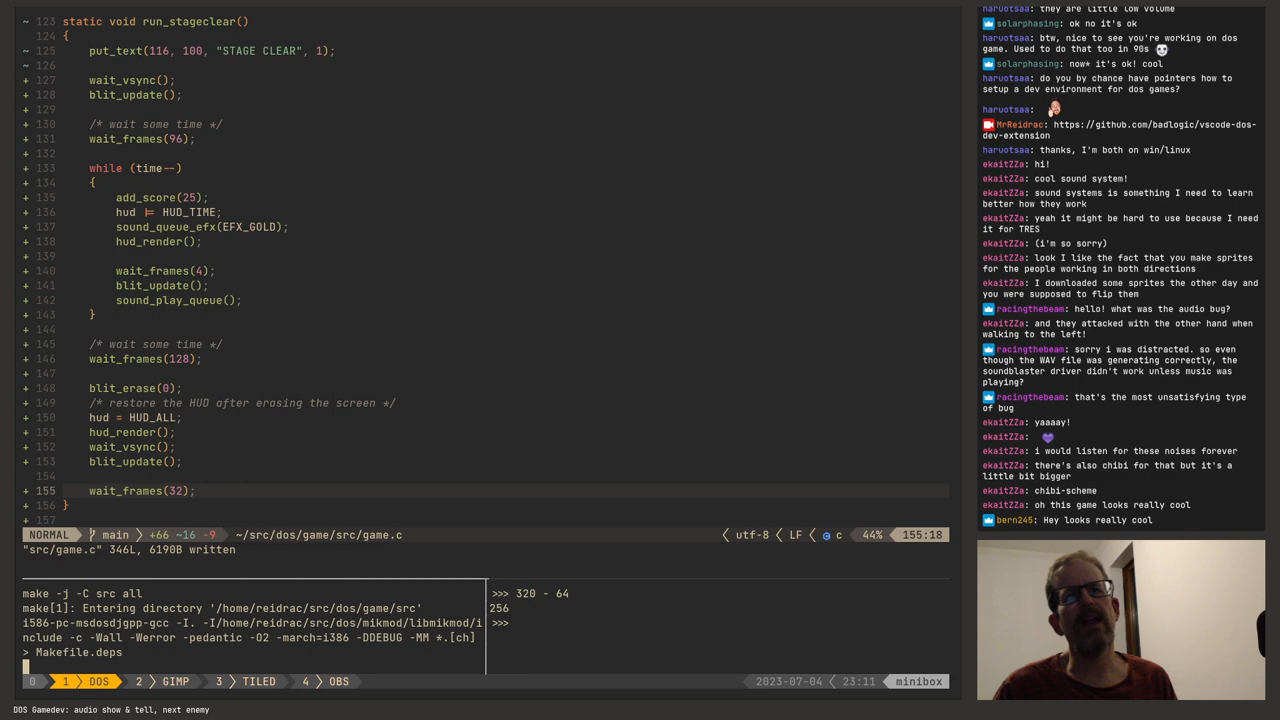 ~ 123 static void run_stageclear()
124 {
~ 125 put_text(116, 100, "STAGE CLEAR", 1);
~ 126
+ 127 wait_vsync();
+ 128 blit_update();
+ 129
+ 130 /* wait some time */
+ 131 wait_frames(96);
+ 132
+ 133 while (time--)
+ 134 {
+ 135 add_score(25);
+ 136 hud |= HUD_TIME;
+ 137 sound_queue_efx(EFX_GOLD);
+ 138 hud_render();
+ 139
+ 140 wait_frames(4);
+ 141 blit_update();
+ 142 sound_play_queue();
+ 143 }
+ 144
+ 145 /* wait some time */
+ 146 wait_frames(128);
+ 147
+ 148 blit_erase(0);
+ 149 /* restore the HUD after erasing the screen */
+ 150 hud = HUD_ALL;
+ 151 hud_render();
+ 152 wait_vsync();
+ 153 blit_update();
154
+ 155 wait_frames(32);
+ 156 }
+ 157
NORMAL main +66 ~16 -9 ~/src/dos/game/src/game.c utf-8 LF c 44% 155:18
"src/game.c" 346L, 6190B written
make -j -C src all
make[1]: Entering directory '/home/reidrac/src/dos/game/src'
i586-pc-msdosdjgpp-gcc -I. -I/home/reidrac/src/dos/mikmod/libmikmod/i
nclude -c -Wall -Werror -pedantic -O2 -march=i386 -DDEBUG -MM *.[ch]
> Makefile.deps
>>> 320 - 64
256
>>>
0 1 DOS 2 GIMP 3 TILED 4 OBS 2023-07-04 23:11 minibox
DOS Gamedev: audio show & tell, next enemy
harvotsaa: they are little low volume
solarphasing: ok no it's ok
harvotsaa: btw, nice to see you're working on dos
game. Used to do that too in 90s
solarphasing: now* it's ok! cool
harvotsaa: do you by chance have pointers how to
setup a dev environment for dos games?
harvotsaa:
MrReidrac: https://github.com/badlogic/vscode-dos-
dev-extension
harvotsaa: thanks, I'm both on win/linux
ekaitZZa: hi!
ekaitZZa: cool sound system!
ekaitZZa: sound systems is something I need to learn
better how they work
ekaitZZa: yeah it might be hard to use because I need
it for TRES
ekaitZZa: (i'm so sorry)
ekaitZZa: look I like the fact that you make sprites
for the people working in both directions
ekaitZZa: I downloaded some sprites the other day and
you were supposed to flip them
racingthebeam: hello! what was the audio bug?
ekaitZZa: and they attacked with the other hand when
walking to the left!
racingthebeam: sorry i was distracted. so even
though the WAV file was generating correctly, the
soundblaster driver didn't work unless music was
playing?
racingthebeam: that's the most unsatisfying type
of bug
ekaitZZa: yaaaay!
ekaitZZa:
ekaitZZa: i would listen for these noises forever
ekaitZZa: there's also chibi for that but it's a
little bit bigger
ekaitZZa: chibi-scheme
ekaitZZa: oh this game looks really cool
bern245: Hey looks really cool